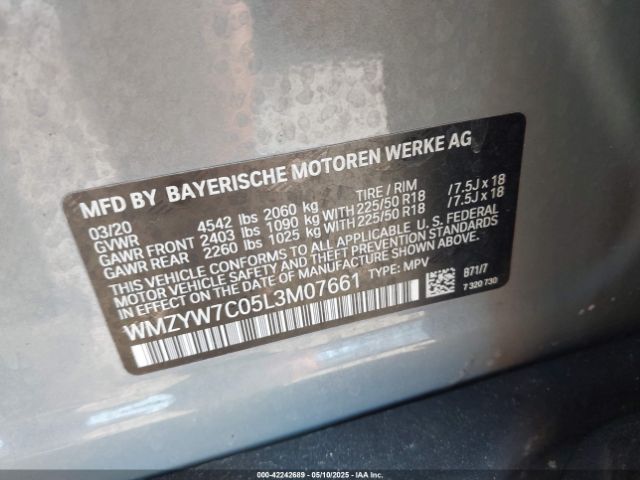 MFD BY BAYERISCHE MOTOREN WERKE AG
03/20 TIRE / RIM
GVWR 4542 lbs 2060 kg
GAWR FRONT 2403 lbs 1090 kg WITH 225/50 R18 /7.5J x 18
GAWR REAR 2260 lbs 1025 kg WITH 225/50 R18 /7.5J x 18
THIS VEHICLE CONFORMS TO ALL APPLICABLE U. S. FEDERAL
MOTOR VEHICLE SAFETY, BUMPER AND THEFT PREVENTION STANDARDS
IN EFFECT ON THE DATE OF MANUFACTURE SHOWN ABOVE.
WMZYW7C05L3M07661 TYPE: MPV
B71/7
7 320 730
000-42242689 - 05/10/2025 - IAAI, Inc.